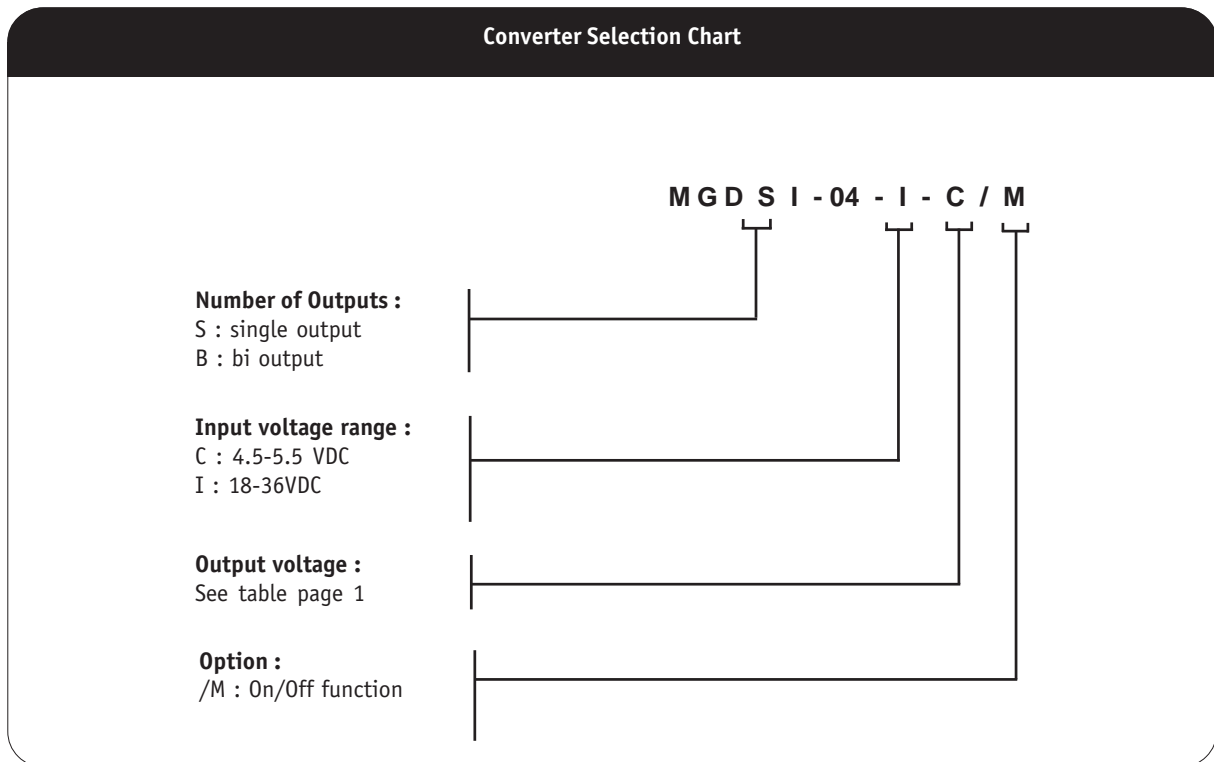 Converter Selection Chart
M G D S I - 04 - I - C / M
Number of Outputs :
S : single output
B : bi output
Input voltage range :
C : 4.5-5.5 VDC
I : 18-36VDC
Output voltage :
See table page 1
Option :
/M : On/Off function